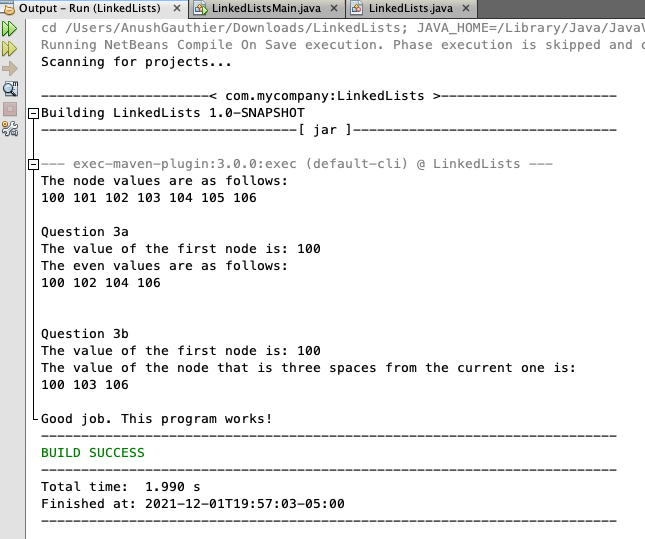 Output - Run (LinkedLists) × LinkedListsMain.java × LinkedLists.java ×
cd /Users/AnushGauthier/Downloads/LinkedLists; JAVA_HOME=/Library/Java/
Running NetBeans Compile On Save execution. Phase execution is skipped and
Scanning for projects...
---------------------< com.mycompany:LinkedLists >----------------------
Building LinkedLists 1.0-SNAPSHOT
--------------------------------[ jar ]---------------------------------
--- exec-maven-plugin:3.0.0:exec (default-cli) @ LinkedLists ---
The node values are as follows:
100 101 102 103 104 105 106
Question 3a
The value of the first node is: 100
The even values are as follows:
100 102 104 106
Question 3b
The value of the first node is: 100
The value of the node that is three spaces from the current one is:
100 103 106
Good job. This program works!
------------------------------------------------------------------------
BUILD SUCCESS
------------------------------------------------------------------------
Total time:  1.990 s
Finished at: 2021-12-01T19:57:03-05:00
------------------------------------------------------------------------